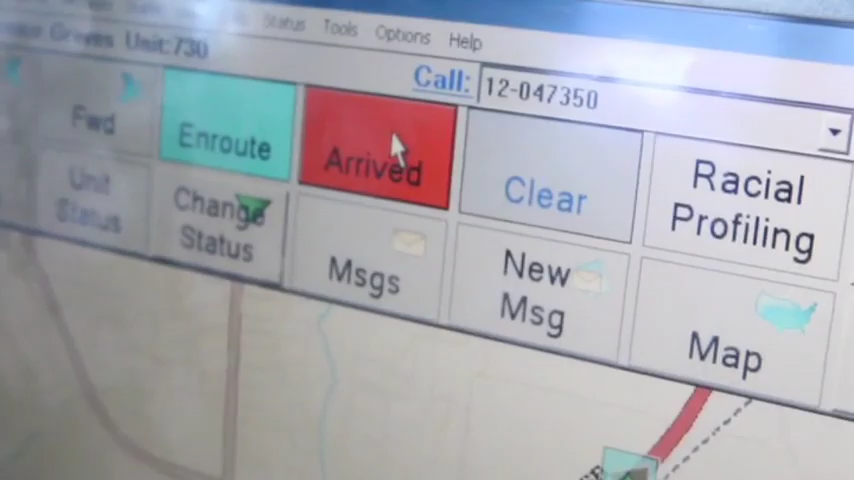 Status Tools Options Help
Greves Unit:730
Call: 12-047350
Fwd Enroute Arrived Clear Racial Profiling
Unit Status Change Status Msgs New Msg Map